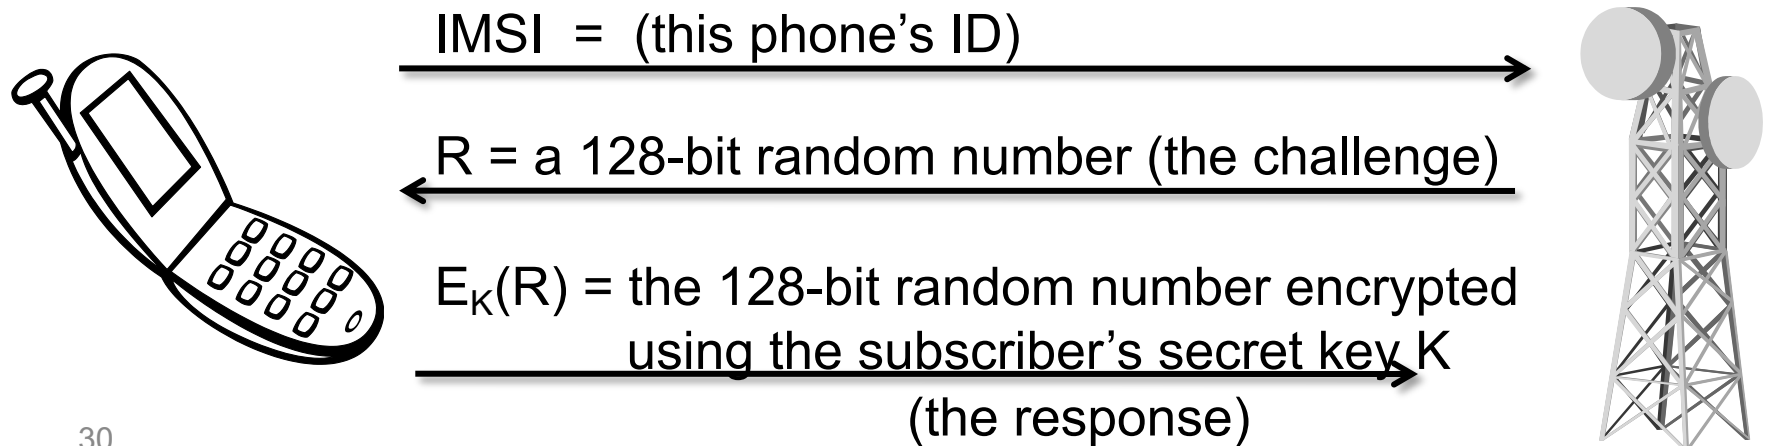 IMSI = (this phone’s ID)
R = a 128-bit random number (the challenge)
E_K(R) = the 128-bit random number encrypted
using the subscriber’s secret key K
(the response)
30